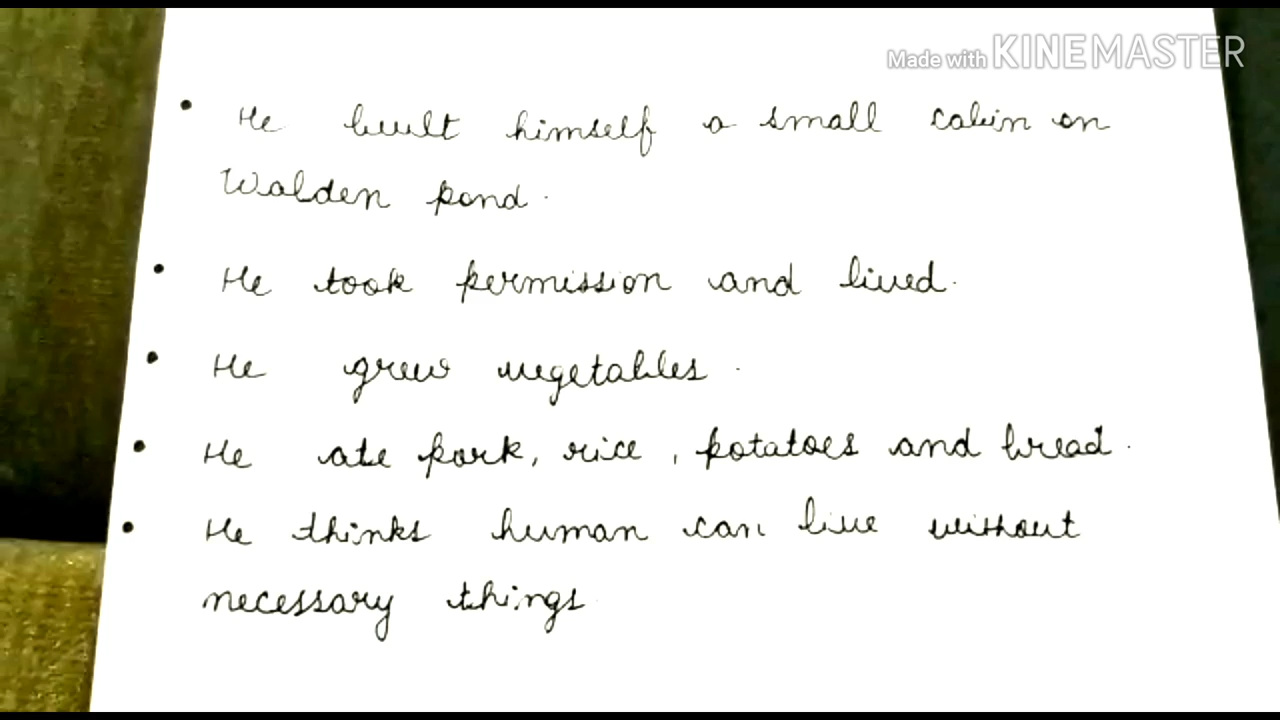 Made with KINEMASTER
• He built himself a small cabin on
Walden pond.
• He took permission and lived.
• He grew vegetables.
• He ate pork, rice, potatoes and bread.
• He thinks human can live without
necessary things